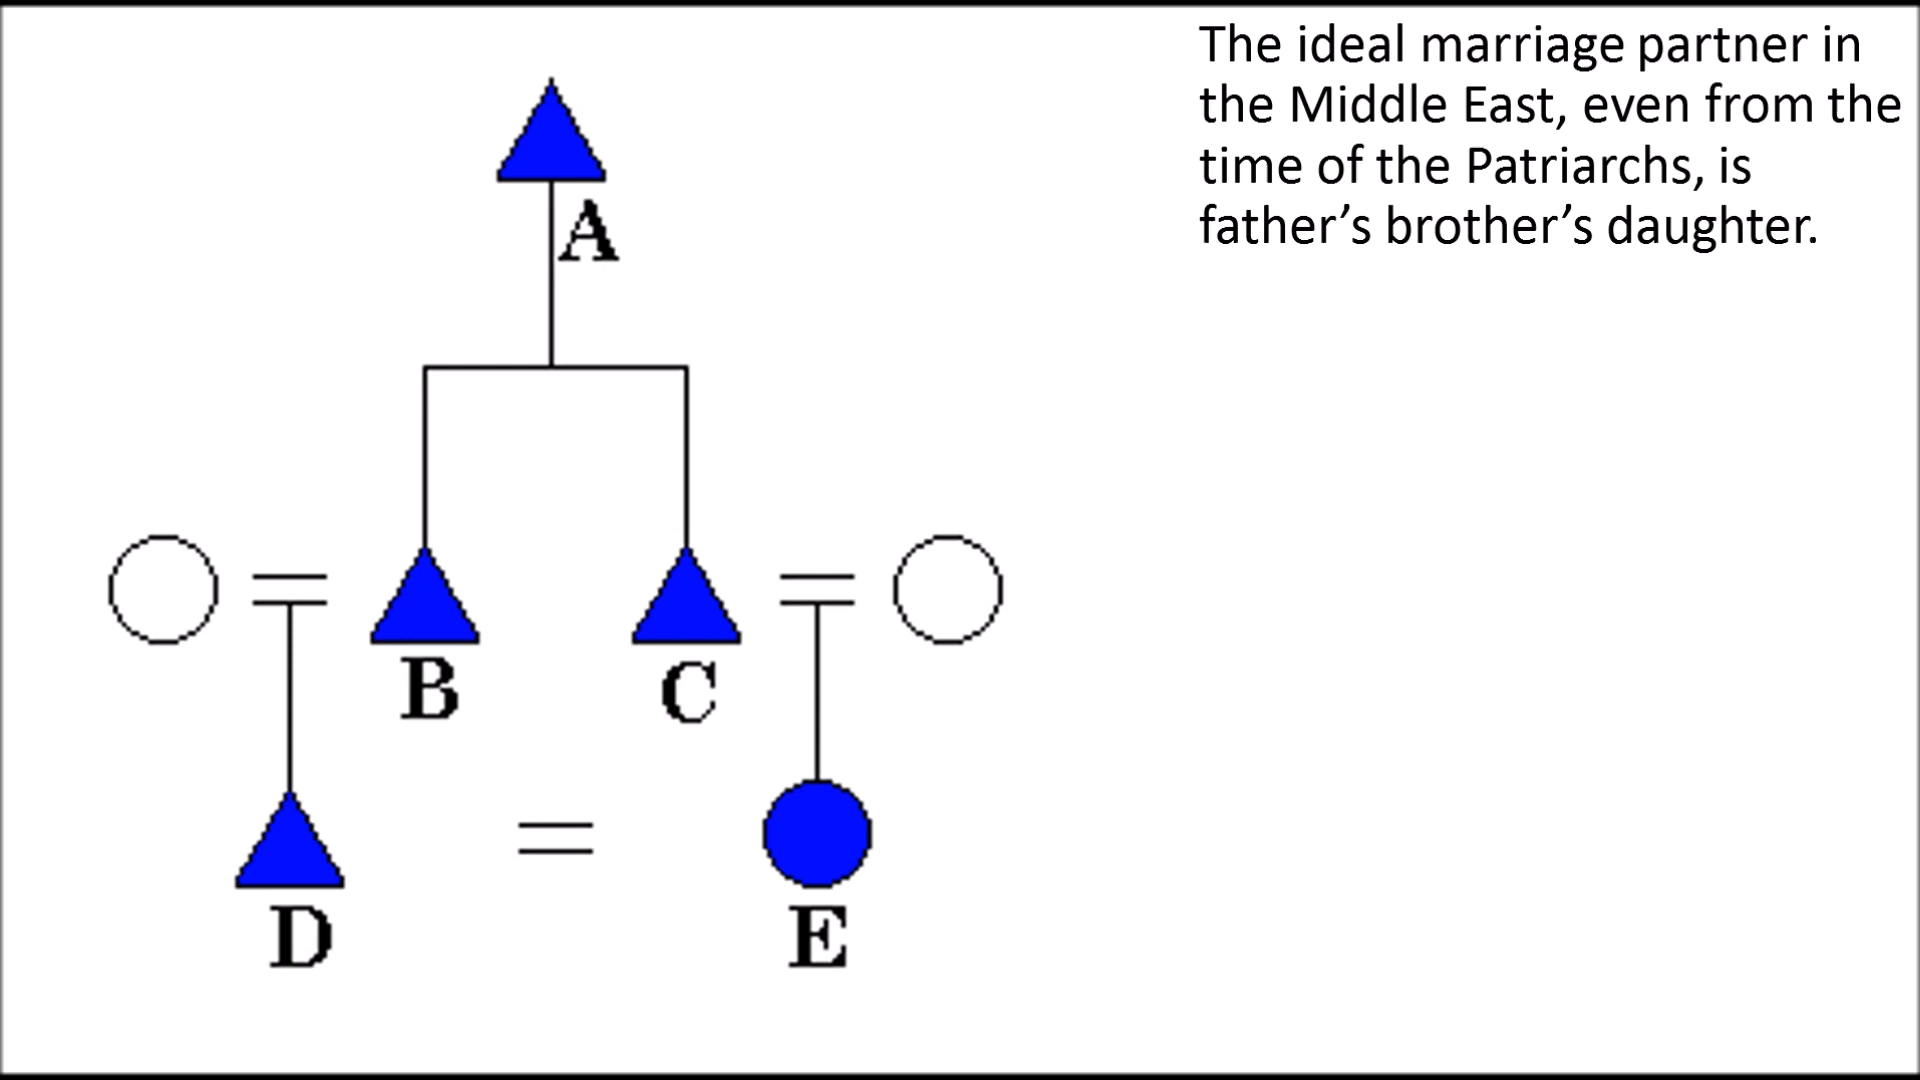 The ideal marriage partner in
the Middle East, even from the
time of the Patriarchs, is
father’s brother’s daughter.
A
B
C
D
E